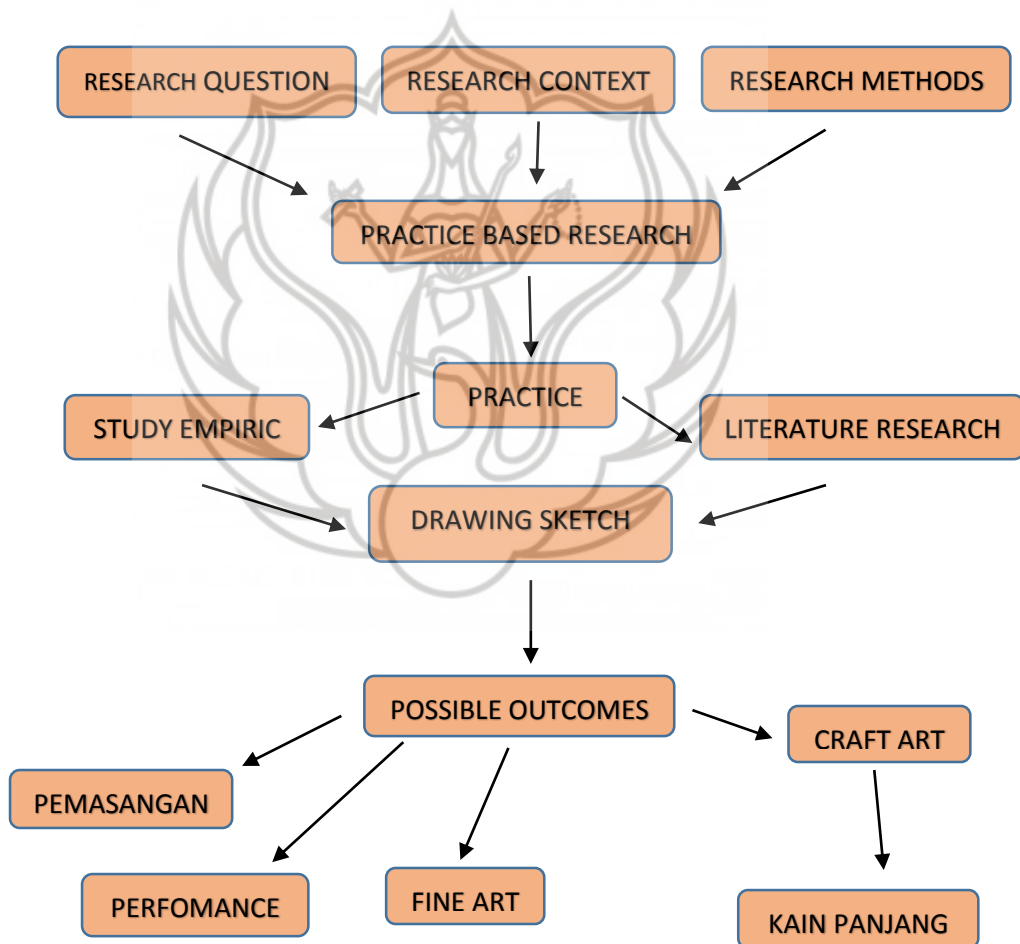 RESEARCH QUESTION
RESEARCH CONTEXT
RESEARCH METHODS
PRACTICE BASED RESEARCH
PRACTICE
STUDY EMPIRIC
LITERATURE RESEARCH
DRAWING SKETCH
POSSIBLE OUTCOMES
CRAFT ART
PEMASANGAN
PERFOMANCE
FINE ART
KAIN PANJANG